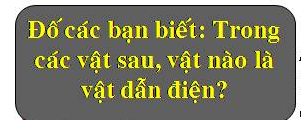 Đố các bạn biết: Trong
các vật sau, vật nào là
vật dẫn điện?